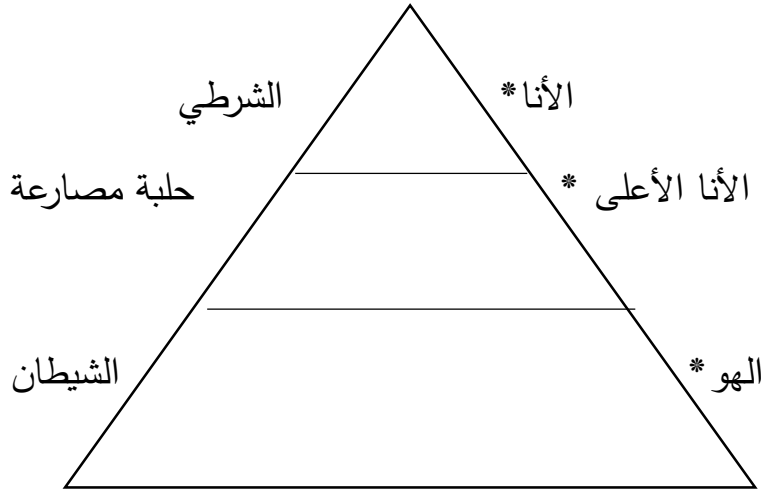 الأنا* الشرطي
الأنا الأعلى * حلبة مصارعة
الهو * الشيطان